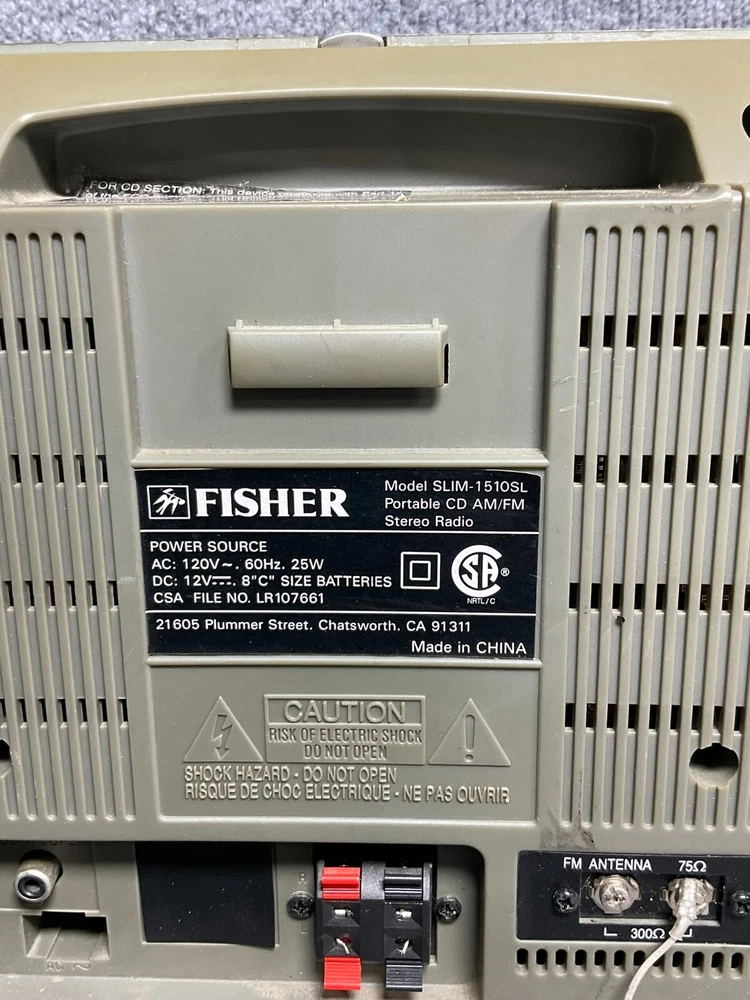 FOR CD SECTION: This device
FISHER
Model SLIM-1510SL
Portable CD AM/FM
Stereo Radio
POWER SOURCE
AC: 120V~, 60Hz, 25W
DC: 12V⎓, 8"C" SIZE BATTERIES
CSA FILE NO. LR107661
SA ®
NRTL/C
21605 Plummer Street, Chatsworth, CA 91311
Made in CHINA
CAUTION
RISK OF ELECTRIC SHOCK
DO NOT OPEN
SHOCK HAZARD - DO NOT OPEN
RISQUE DE CHOC ELECTRIQUE - NE PAS OUVRIR
FM ANTENNA 75Ω
300Ω
R
L
AC ~